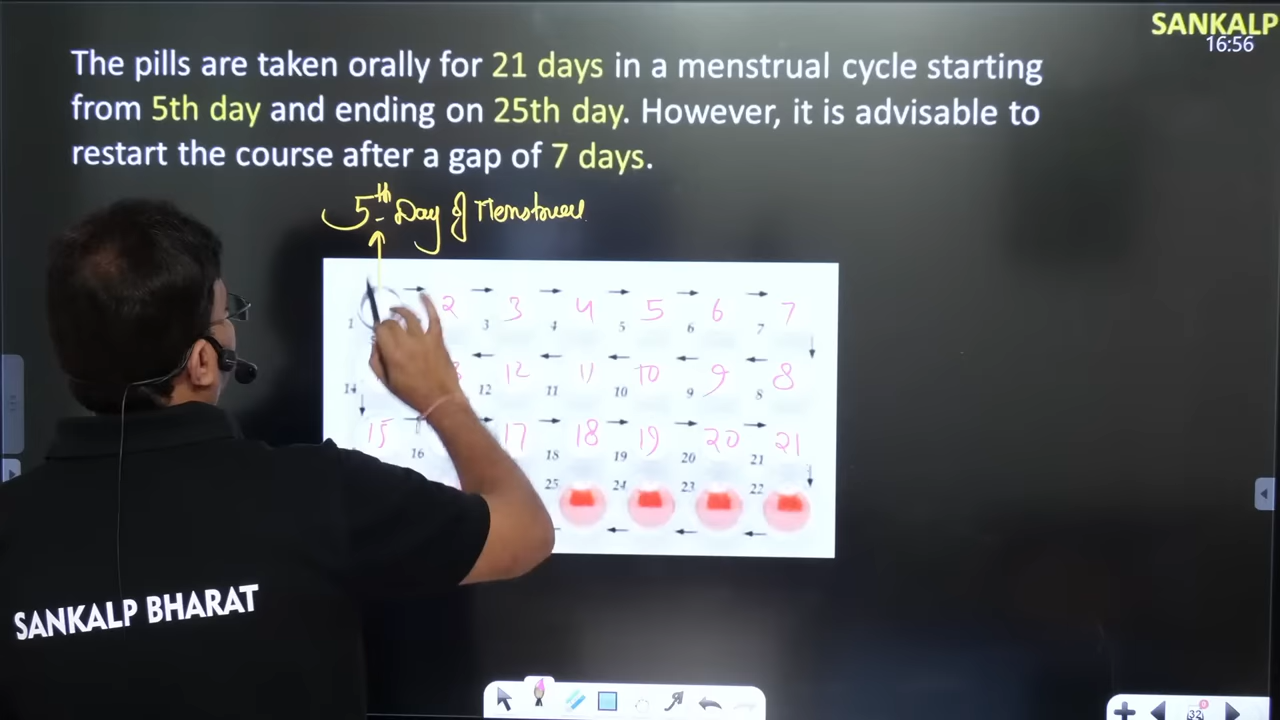 SANKALP
16:56
The pills are taken orally for 21 days in a menstrual cycle starting
from 5th day and ending on 25th day. However, it is advisable to
restart the course after a gap of 7 days.
5th Day of
2 3 4 5 6 7
1 3 4 5 6 7
12 11 10 9 8
14 12 11 10 9 8
15 17 18 19 20 21
16 18 19 20 21
25 24 23 22
SANKALP BHARAT
32